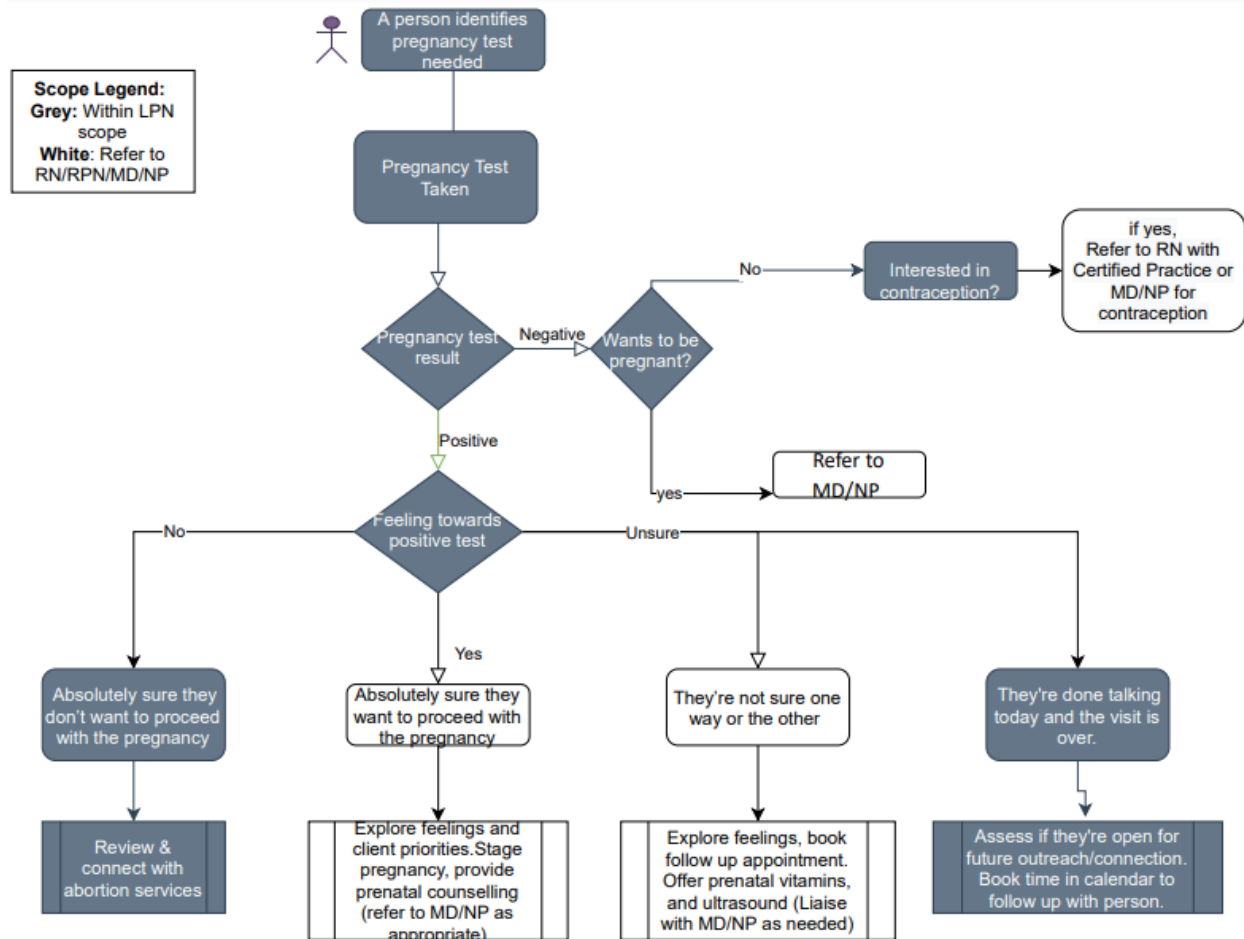 A person identifies
pregnancy test
needed
Scope Legend:
Grey: Within LPN
scope
White: Refer to
RN/RPN/MD/NP
Pregnancy Test
Taken
if yes,
Refer to RN with
Certified Practice or
MD/NP for
contraception
No
Interested in
contraception?
Pregnancy test
result
Negative
Wants to be
pregnant?
Positive
Refer to
MD/NP
yes
Feeling towards
positive test
No
Unsure
Yes
Absolutely sure they
don't want to proceed
with the pregnancy
Absolutely sure they
want to proceed with
the pregnancy
They're not sure one
way or the other
They're done talking
today and the visit is
over.
Review &
connect with
abortion services
Explore feelings and
client priorities.Stage
pregnancy, provide
prenatal counselling
(refer to MD/NP as
appropriate)
Explore feelings, book
follow up appointment.
Offer prenatal vitamins,
and ultrasound (Liaise
with MD/NP as needed)
Assess if they're open for
future outreach/connection.
Book time in calendar to
follow up with person.